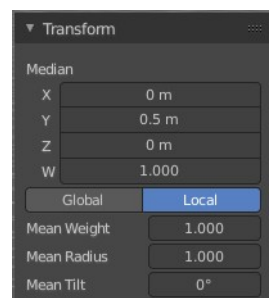 Transform
Median
X 0 m
Y 0.5 m
Z 0 m
W 1.000
Global Local
Mean Weight 1.000
Mean Radius 1.000
Mean Tilt 0°